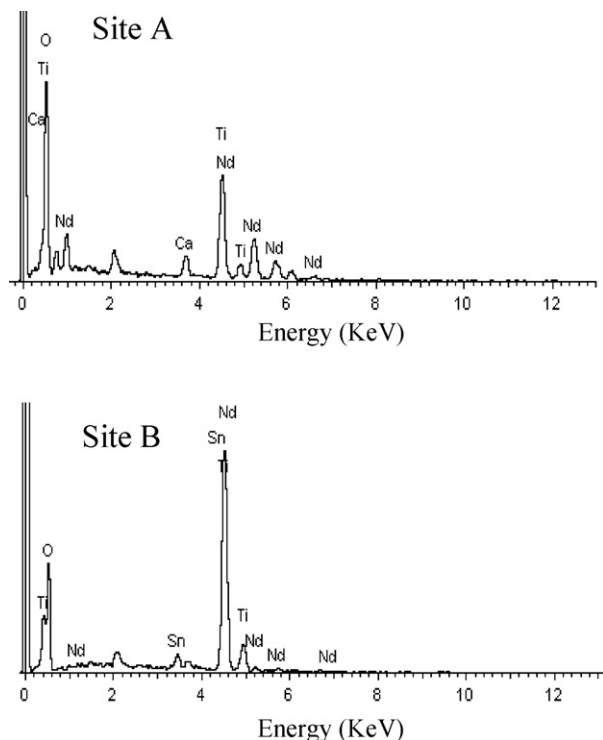 Site A
O
Ti
Ca
Nd
Ca
Ti
Nd
Ti
Nd
Nd
Nd
0 2 4 6 8 10 12
Energy (KeV)
Site B
Nd
Sn
Ti
O
Ti
Nd
Sn
Ti
Nd
Nd
Nd
0 2 4 6 8 10 12
Energy (KeV)